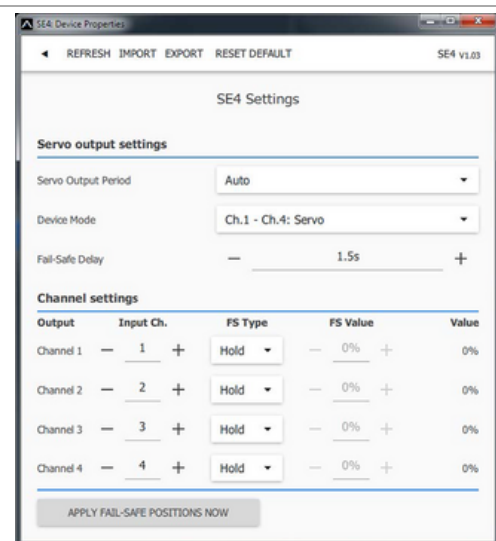 SE4: Device Properties
REFRESH IMPORT EXPORT RESET DEFAULT SE4 V1.03
SE4 Settings
Servo output settings
Servo Output Period Auto
Device Mode Ch.1 - Ch.4: Servo
Fail-Safe Delay — 1.5s +
Channel settings
Output Input Ch. FS Type FS Value Value
Channel 1 — 1 + Hold — 0% + 0%
Channel 2 — 2 + Hold — 0% + 0%
Channel 3 — 3 + Hold — 0% + 0%
Channel 4 — 4 + Hold — 0% + 0%
APPLY FAIL-SAFE POSITIONS NOW